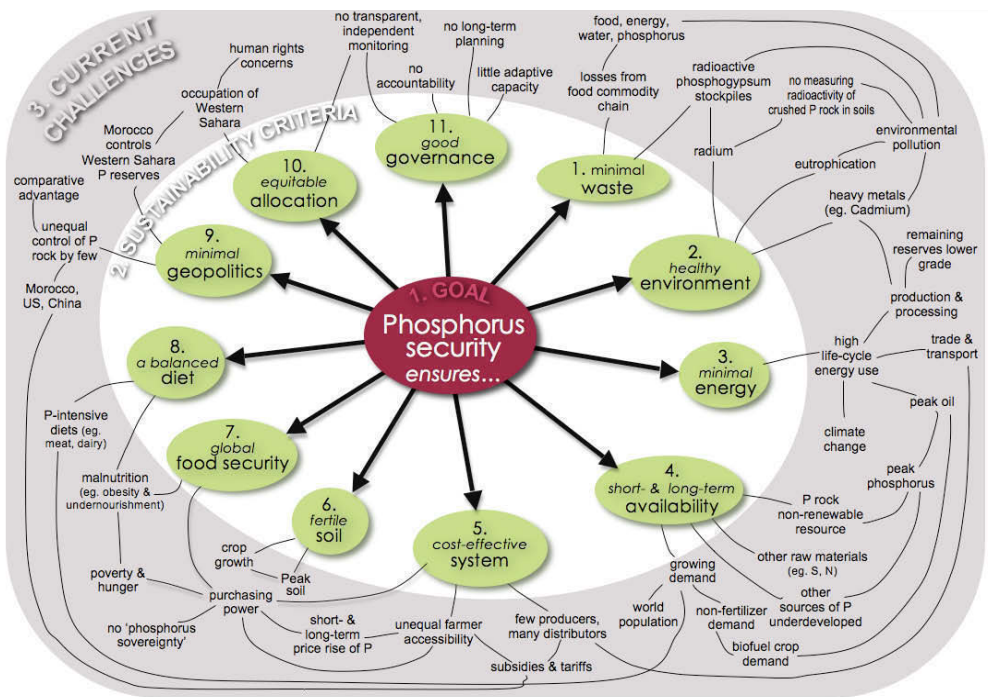 3. CURRENT
CHALLENGES
2. SUSTAINABILITY CRITERIA
1. GOAL
Phosphorus
security
ensures...
1. minimal
waste
2.
healthy
environment
3.
minimal
energy
4.
short- & long-term
availability
5.
cost-effective
system
6.
fertile
soil
7.
global
food security
8.
a balanced
diet
9.
minimal
geopolitics
10.
equitable
allocation
11.
good
governance
no transparent,
independent
monitoring
no long-term
planning
no
accountability
little adaptive
capacity
food, energy,
water, phosphorus
losses from
food commodity
chain
radioactive
phosphogypsum
stockpiles
no measuring
radioactivity of
crushed P rock in soils
environmental
pollution
radium
eutrophication
heavy metals
(eg. Cadmium)
remaining
reserves lower
grade
production &
processing
high
life-cycle
energy use
trade &
transport
peak oil
climate
change
peak
phosphorus
P rock
non-renewable
resource
other raw materials
(eg. S, N)
other
sources of P
underdeveloped
growing
demand
world
population
non-fertilizer
demand
biofuel crop
demand
few producers,
many distributors
subsidies & tariffs
unequal farmer
accessibility
short- &
long-term
price rise of P
purchasing
power
no 'phosphorus
sovereignty'
crop
growth
Peak
soil
poverty &
hunger
malnutrition
(eg. obesity &
undernourishment)
P-intensive
diets (eg.
meat, dairy)
Morocco,
US, China
unequal
control of P
rock by few
comparative
advantage
Morocco
controls
Western Sahara
P reserves
occupation of
Western
Sahara
human rights
concerns